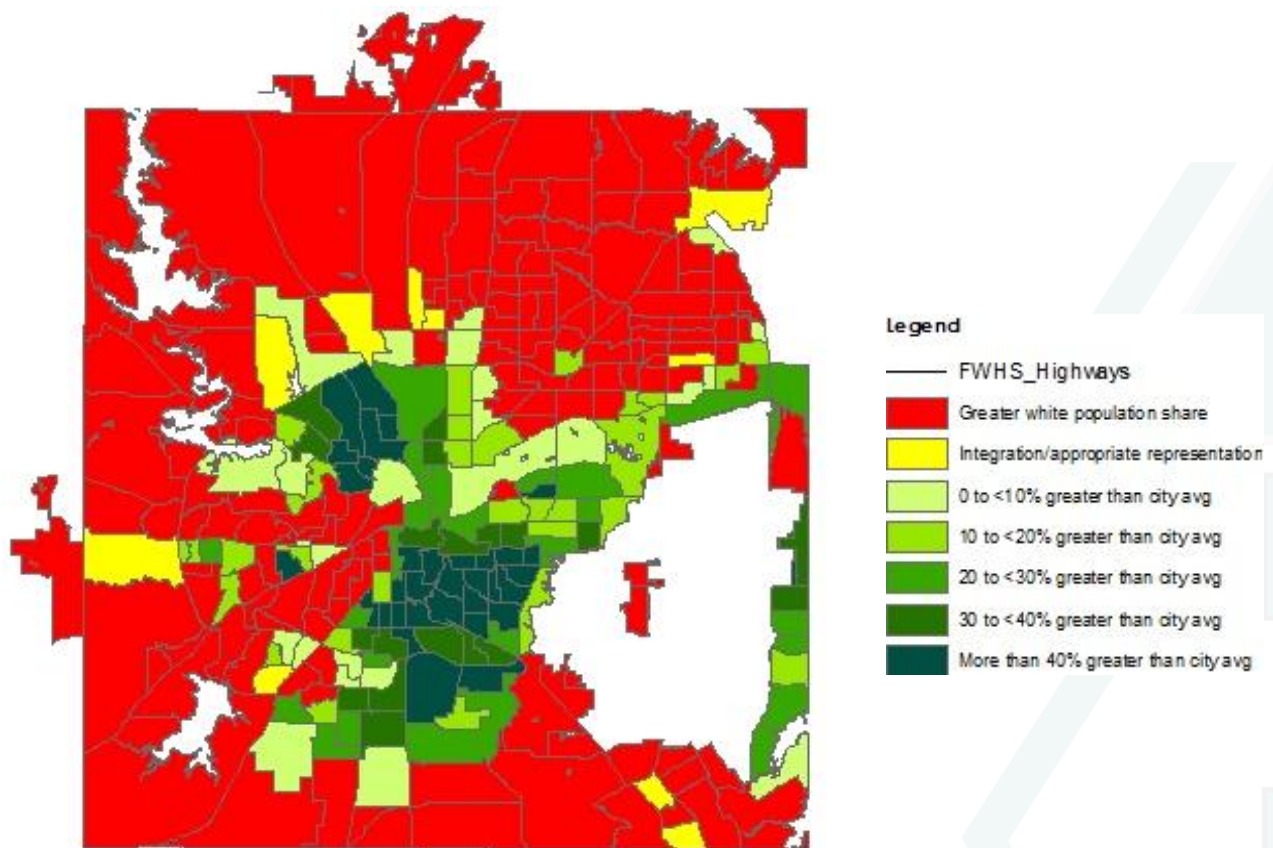 Legend
FWHS_Highways
Greater white population share
Integration/appropriate representation
0 to <10% greater than city avg
10 to <20% greater than city avg
20 to <30% greater than city avg
30 to <40% greater than city avg
More than 40% greater than city avg